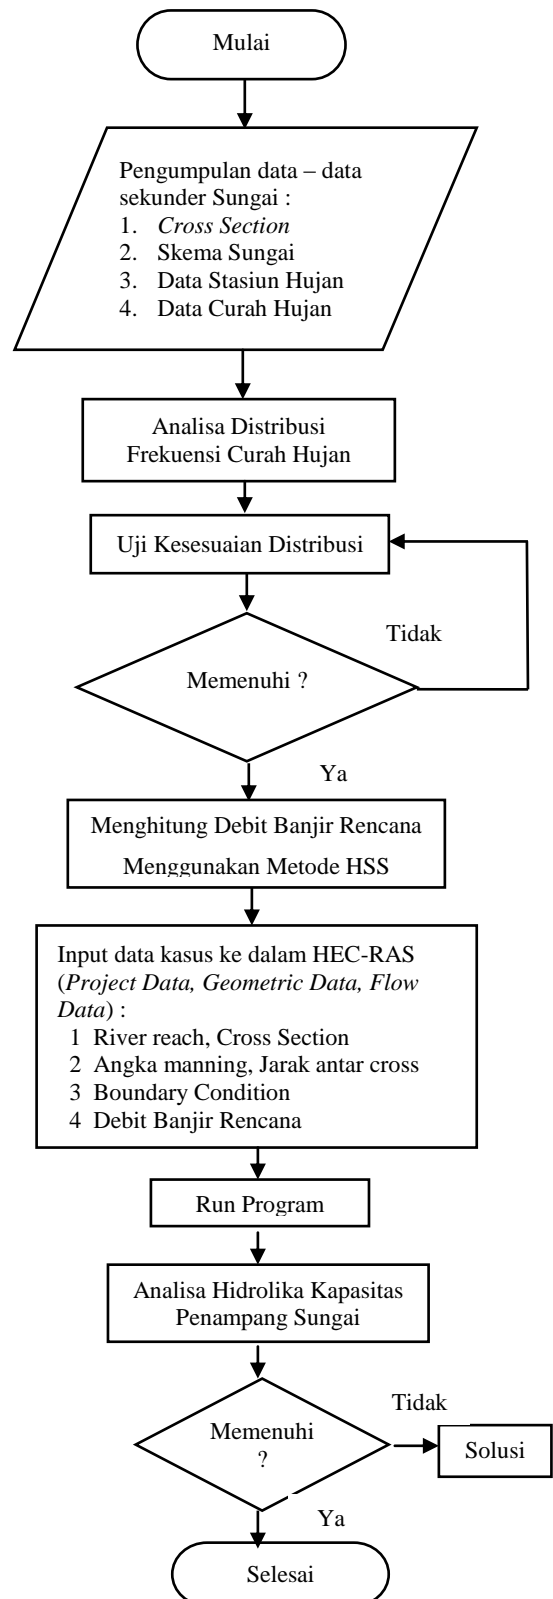 Mulai
Pengumpulan data – data
sekunder Sungai :
1. Cross Section
2. Skema Sungai
3. Data Stasiun Hujan
4. Data Curah Hujan
Analisa Distribusi
Frekuensi Curah Hujan
Uji Kesesuaian Distribusi
Tidak
Memenuhi ?
Ya
Menghitung Debit Banjir Rencana
Menggunakan Metode HSS
Input data kasus ke dalam HEC-RAS
(Project Data, Geometric Data, Flow
Data) :
1 River reach, Cross Section
2 Angka manning, Jarak antar cross
3 Boundary Condition
4 Debit Banjir Rencana
Run Program
Analisa Hidrolika Kapasitas
Penampang Sungai
Tidak
Memenuhi
?
Solusi
Ya
Selesai